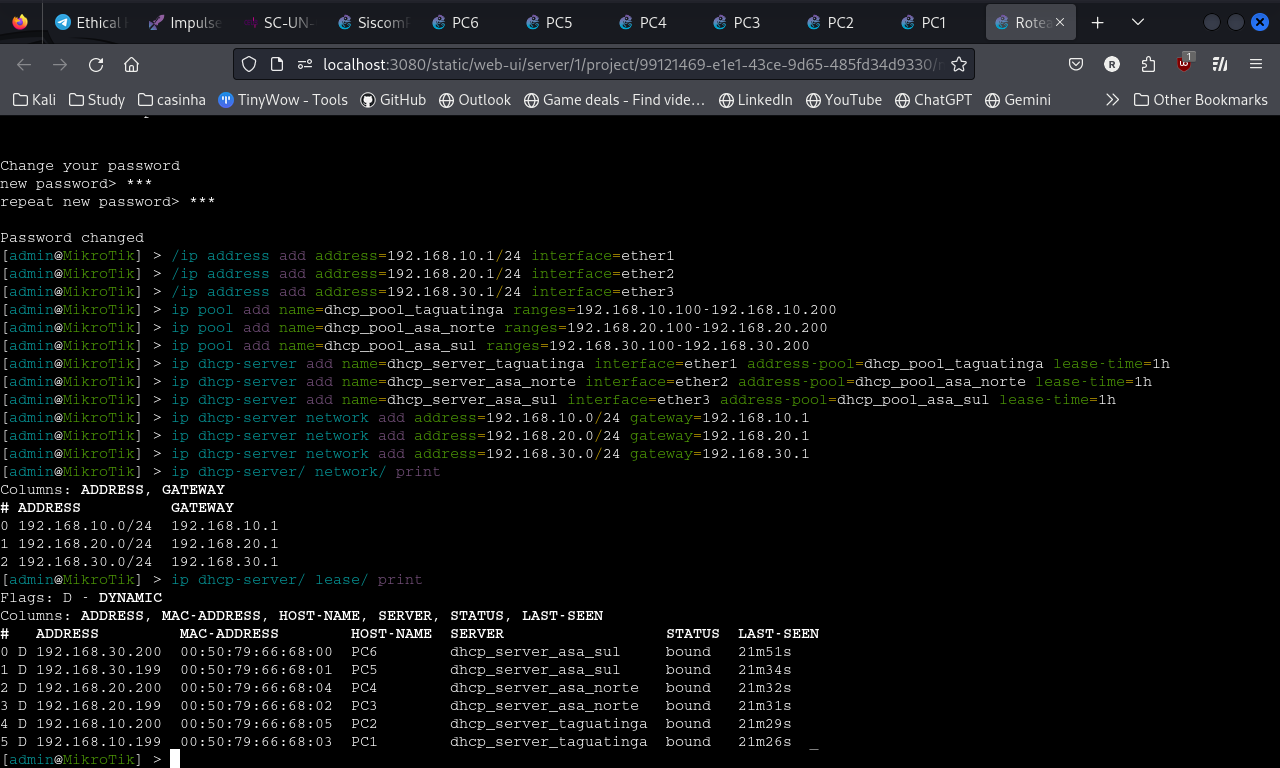 Ethical
Impulse
SC-UN-
Siscom
PC6
PC5
PC4
PC3
PC2
PC1
Rotea
localhost:3080/static/web-ui/server/1/project/99121469-e1e1-43ce-9d65-485fd34d9330/
1
Kali
Study
casinha
TinyWow - Tools
GitHub
Outlook
Game deals - Find vide…
LinkedIn
YouTube
ChatGPT
Gemini
Other Bookmarks
Change your password
new password> ***
repeat new password> ***
Password changed
[admin@MikroTik] > /ip address add address=192.168.10.1/24 interface=ether1
[admin@MikroTik] > /ip address add address=192.168.20.1/24 interface=ether2
[admin@MikroTik] > /ip address add address=192.168.30.1/24 interface=ether3
[admin@MikroTik] > ip pool add name=dhcp_pool_taguatinga ranges=192.168.10.100-192.168.10.200
[admin@MikroTik] > ip pool add name=dhcp_pool_asa_norte ranges=192.168.20.100-192.168.20.200
[admin@MikroTik] > ip pool add name=dhcp_pool_asa_sul ranges=192.168.30.100-192.168.30.200
[admin@MikroTik] > ip dhcp-server add name=dhcp_server_taguatinga interface=ether1 address-pool=dhcp_pool_taguatinga lease-time=1h
[admin@MikroTik] > ip dhcp-server add name=dhcp_server_asa_norte interface=ether2 address-pool=dhcp_pool_asa_norte lease-time=1h
[admin@MikroTik] > ip dhcp-server add name=dhcp_server_asa_sul interface=ether3 address-pool=dhcp_pool_asa_sul lease-time=1h
[admin@MikroTik] > ip dhcp-server network add address=192.168.10.0/24 gateway=192.168.10.1
[admin@MikroTik] > ip dhcp-server network add address=192.168.20.0/24 gateway=192.168.20.1
[admin@MikroTik] > ip dhcp-server network add address=192.168.30.0/24 gateway=192.168.30.1
[admin@MikroTik] > ip dhcp-server/ network/ print
Columns: ADDRESS, GATEWAY
# ADDRESS GATEWAY
0 192.168.10.0/24 192.168.10.1
1 192.168.20.0/24 192.168.20.1
2 192.168.30.0/24 192.168.30.1
[admin@MikroTik] > ip dhcp-server/ lease/ print
Flags: D - DYNAMIC
Columns: ADDRESS, MAC-ADDRESS, HOST-NAME, SERVER, STATUS, LAST-SEEN
# ADDRESS MAC-ADDRESS HOST-NAME SERVER STATUS LAST-SEEN
0 D 192.168.30.200 00:50:79:66:68:00 PC6 dhcp_server_asa_sul bound 21m51s
1 D 192.168.30.199 00:50:79:66:68:01 PC5 dhcp_server_asa_sul bound 21m34s
2 D 192.168.20.200 00:50:79:66:68:04 PC4 dhcp_server_asa_norte bound 21m32s
3 D 192.168.20.199 00:50:79:66:68:02 PC3 dhcp_server_asa_norte bound 21m31s
4 D 192.168.10.200 00:50:79:66:68:05 PC2 dhcp_server_taguatinga bound 21m29s
5 D 192.168.10.199 00:50:79:66:68:03 PC1 dhcp_server_taguatinga bound 21m26s _
[admin@MikroTik] >